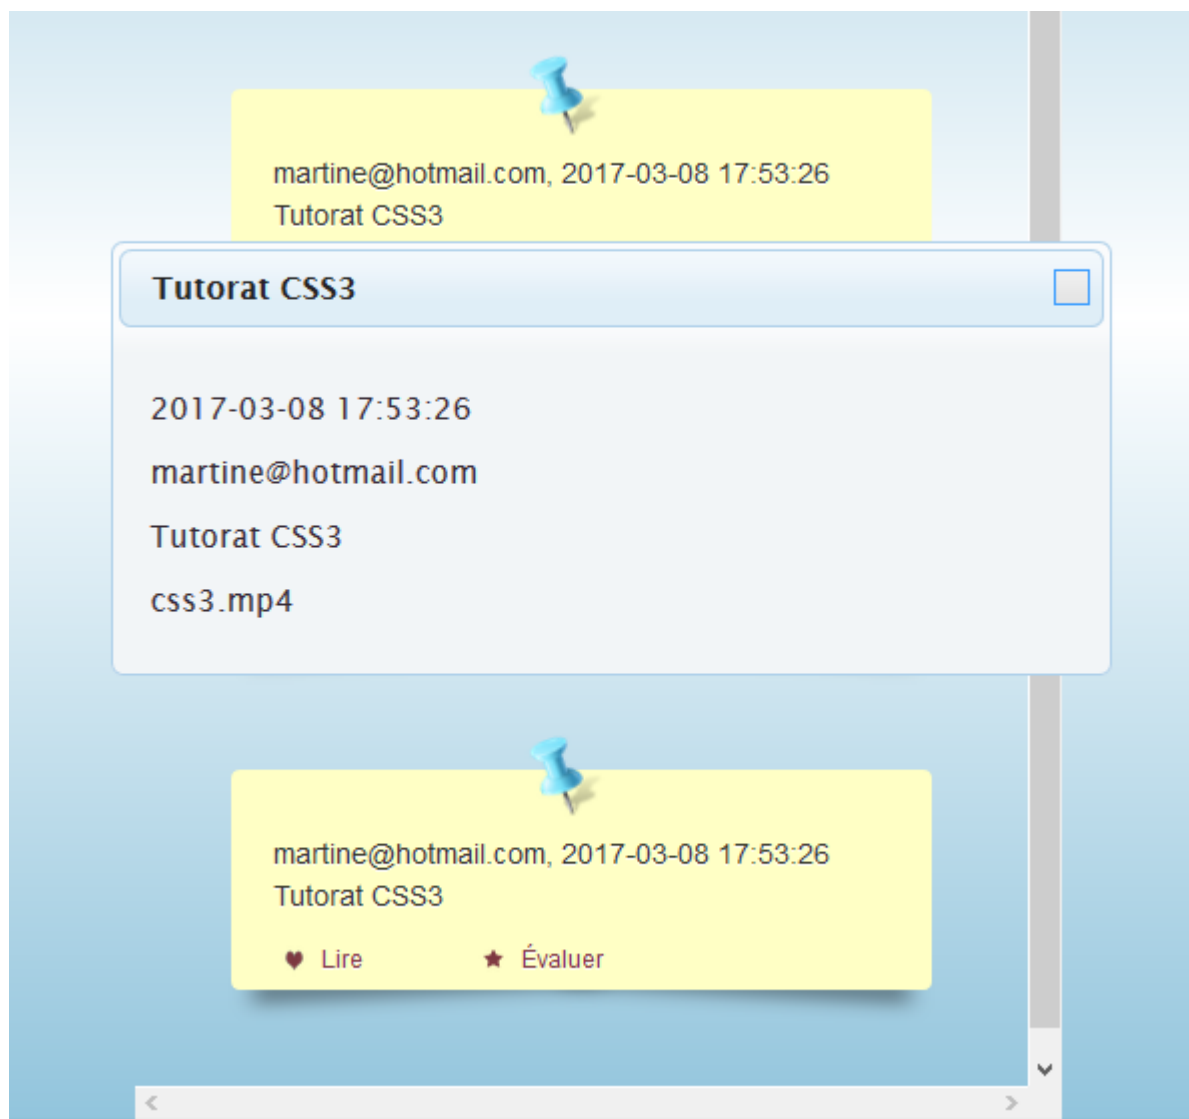 martine@hotmail.com, 2017-03-08 17:53:26
Tutorat CSS3
Tutorat CSS3
2017-03-08 17:53:26
martine@hotmail.com
Tutorat CSS3
css3.mp4
martine@hotmail.com, 2017-03-08 17:53:26
Tutorat CSS3
Lire Évaluer